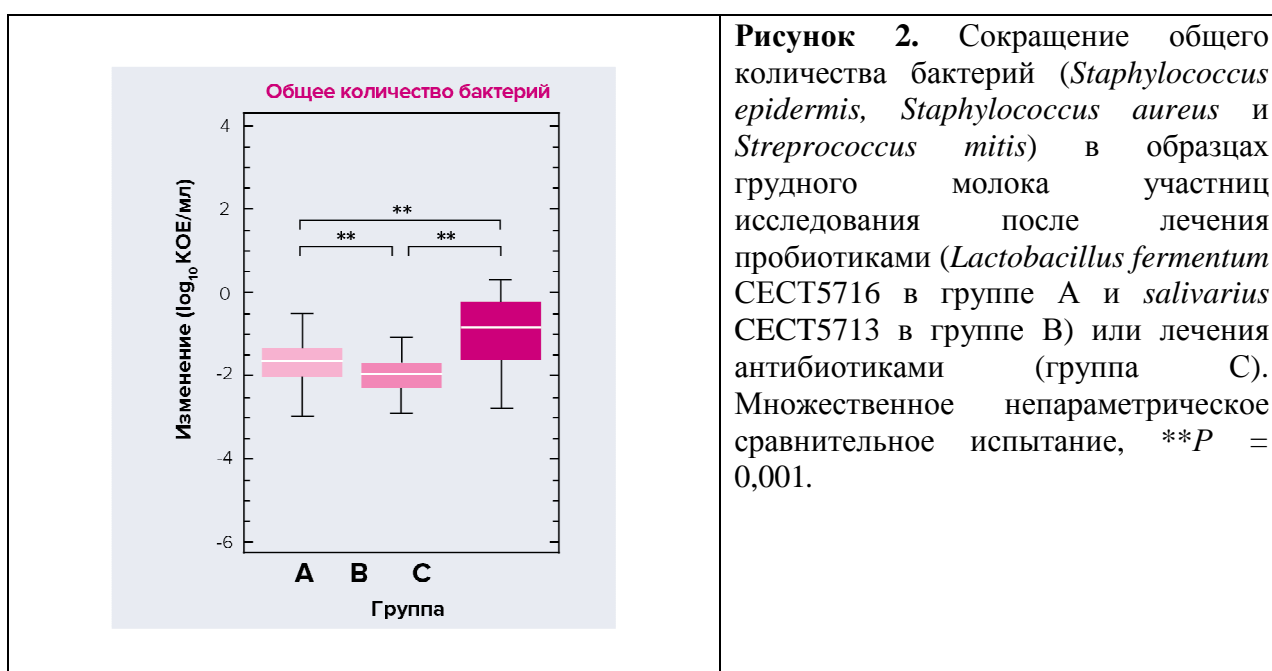 Общее количество бактерий
4
2
0
-2
-4
-6
Изменение (log₁₀ КОЕ/мл)
**
** **
A B C
Группа
Рисунок 2. Сокращение общего
количества бактерий (Staphylococcus
epidermis, Staphylococcus aureus и
Streprococcus mitis) в образцах
грудного молока участниц
исследования после лечения
пробиотиками (Lactobacillus fermentum
CECT5716 в группе A и salivarius
CECT5713 в группе B) или лечения
антибиотиками (группа C).
Множественное непараметрическое
сравнительное испытание, **P =
0,001.